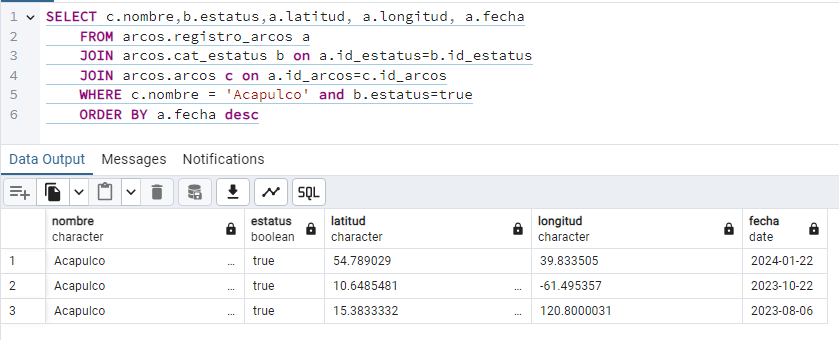 1 SELECT c.nombre,b.estatus,a.latitud, a.longitud, a.fecha
2 FROM arcos.registro_arcos a
3 JOIN arcos.cat_estatus b on a.id_estatus=b.id_estatus
4 JOIN arcos.arcos c on a.id_arcos=c.id_arcos
5 WHERE c.nombre = 'Acapulco' and b.estatus=true
6 ORDER BY a.fecha desc
Data Output Messages Notifications
SQL
nombre estatus latitud longitud fecha
character boolean character character date
1 Acapulco ... true 54.789029 39.833505 2024-01-22
2 Acapulco ... true 10.6485481 ... -61.495357 2023-10-22
3 Acapulco ... true 15.3833332 ... 120.8000031 2023-08-06